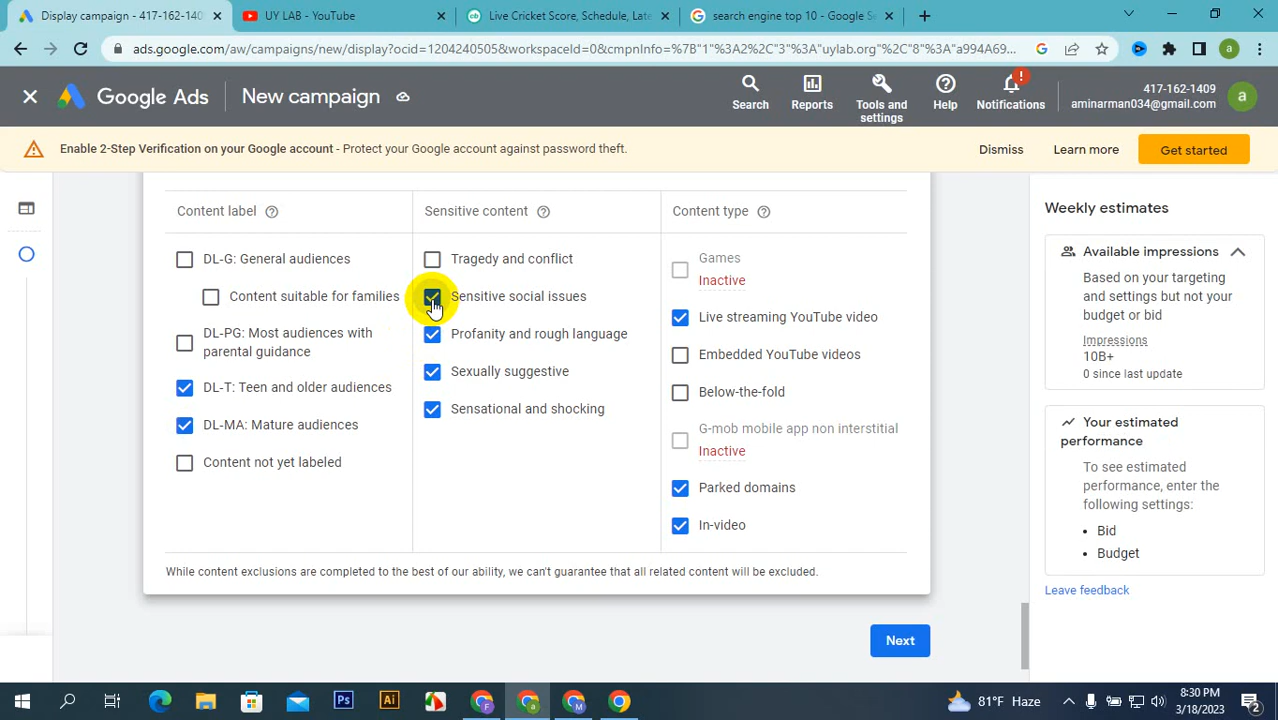 Display campaign - 417-162-140
UY LAB - YouTube
Live Cricket Score, Schedule, Late
search engine top 10 - Google Se
ads.google.com/aw/campaigns/new/display?ocid=1204240505&workspaceId=0&cmpnInfo=%7B"1"%3A2%2C"3"%3A"uylab.org"%2C"8"%3A"a994A69...
a
Google Ads
New campaign
Search
Reports
Tools and settings
Help
Notifications
417-162-1409
aminarman034@gmail.com
a
Enable 2-Step Verification on your Google account - Protect your Google account against password theft.
Dismiss
Learn more
Get started
Content label
Sensitive content
Content type
DL-G: General audiences
Content suitable for families
DL-PG: Most audiences with
parental guidance
DL-T: Teen and older audiences
DL-MA: Mature audiences
Content not yet labeled
Tragedy and conflict
Sensitive social issues
Profanity and rough language
Sexually suggestive
Sensational and shocking
Games
Inactive
Live streaming YouTube video
Embedded YouTube videos
Below-the-fold
G-mob mobile app non interstitial
Inactive
Parked domains
In-video
While content exclusions are completed to the best of our ability, we can't guarantee that all related content will be excluded.
Next
Weekly estimates
Available impressions
Based on your targeting
and settings but not your
budget or bid
Impressions
10B+
0 since last update
Your estimated
performance
To see estimated
performance, enter the
following settings:
• Bid
• Budget
Leave feedback
Ps
Ai
F
a
M
81°F Haze
8:30 PM
3/18/2023
2